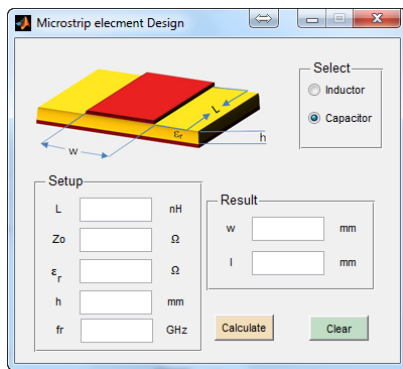 Microstrip elecment Design
Select
Inductor
Capacitor
L
εr
h
w
Setup
L nH
Zo Ω
εr Ω
h mm
fr GHz
Result
w mm
l mm
Calculate
Clear